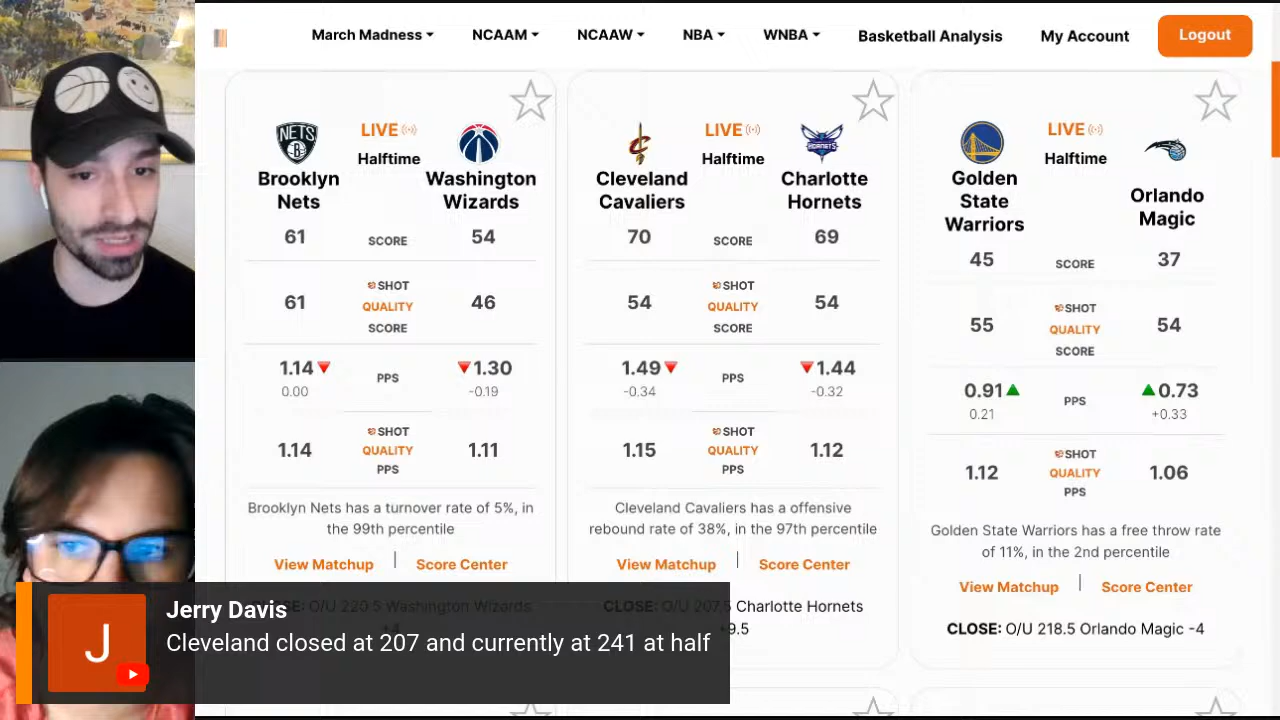 March Madness
NCAAM
NCAAW
NBA
WNBA
Basketball Analysis
My Account
Logout
LIVE
Halftime
NETS
B
Brooklyn
Nets
Washington
Wizards
61
SCORE
54
61
SHOT
QUALITY
SCORE
46
1.14
0.00
PPS
1.30
-0.19
1.14
SHOT
QUALITY
PPS
1.11
Brooklyn Nets has a turnover rate of 5%, in
the 99th percentile
View Matchup
Score Center
CLOSE: O/U 220.5 Washington Wizards
LIVE
Halftime
Cleveland
Cavaliers
Charlotte
Hornets
70
SCORE
69
54
SHOT
QUALITY
SCORE
54
1.49
-0.34
PPS
1.44
-0.32
1.15
SHOT
QUALITY
PPS
1.12
Cleveland Cavaliers has a offensive
rebound rate of 38%, in the 97th percentile
View Matchup
Score Center
CLOSE: O/U 207.5 Charlotte Hornets
+9.5
LIVE
Halftime
Golden
State
Warriors
Orlando
Magic
45
SCORE
37
55
SHOT
QUALITY
SCORE
54
0.91
0.21
PPS
0.73
+0.33
1.12
SHOT
QUALITY
PPS
1.06
Golden State Warriors has a free throw rate
of 11%, in the 2nd percentile
View Matchup
Score Center
CLOSE: O/U 218.5 Orlando Magic -4
J
Jerry Davis
Cleveland closed at 207 and currently at 241 at half